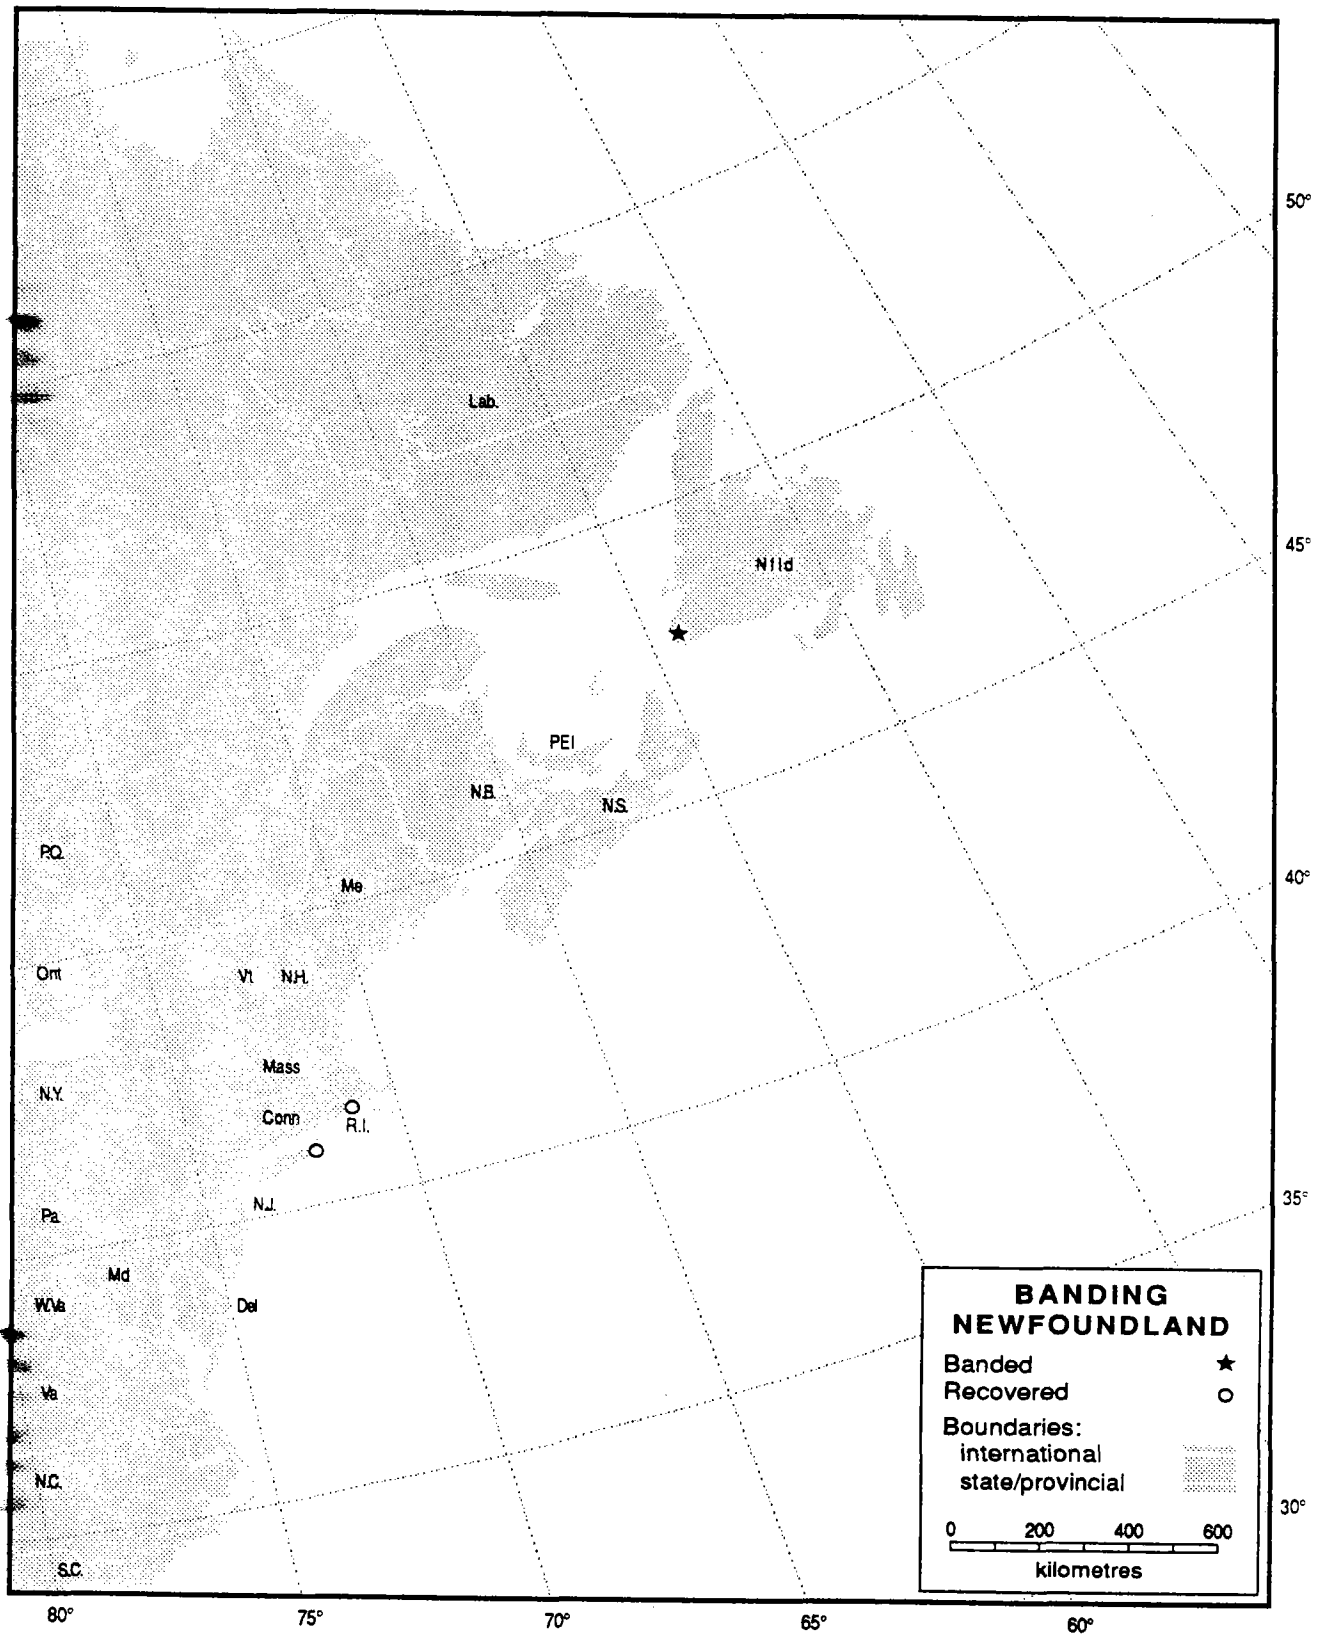 50°
Lab.
45°
Nfld
PEI
N.B.
N.S.
P.Q.
40°
Me
Ont
Vt
N.H.
Mass
N.Y.
Conn
R.I.
35°
N.J.
Pa
Md
W.Va
Del
BANDING
NEWFOUNDLAND
Banded
Recovered
Va
Boundaries:
international
state/provincial
N.C.
30°
0 200 400 600
kilometres
S.C.
80° 75° 70° 65° 60°